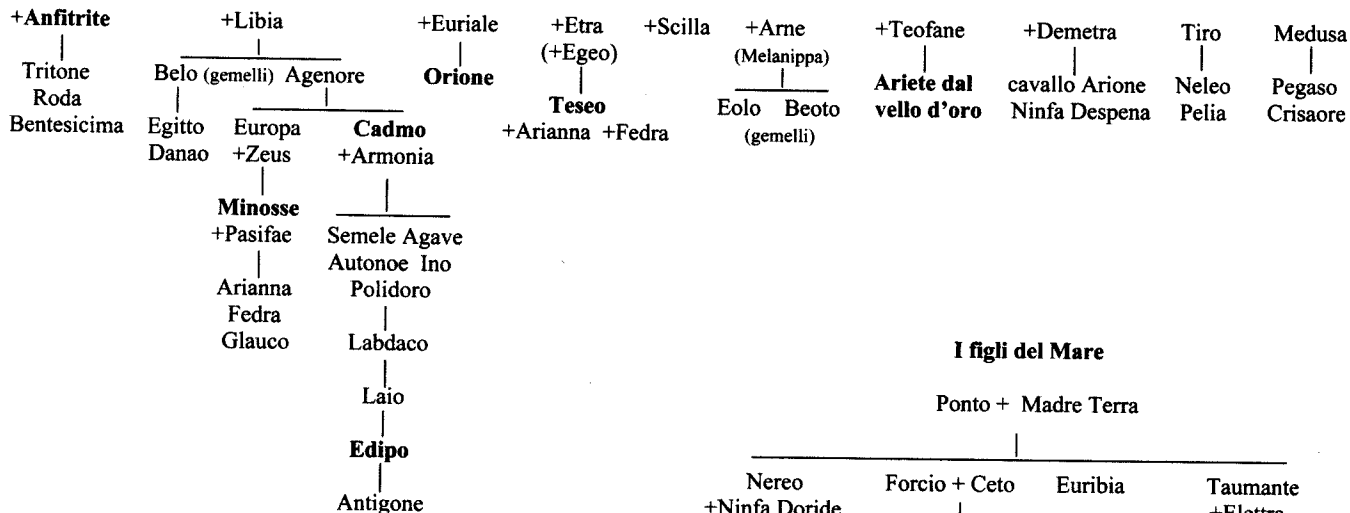 +Anfitrite +Libia +Euriale +Etra +Scilla +Arne +Teofane +Demetra Tiro Medusa
(+Egeo) (Melanippa)
Tritone Belo (gemelli) Agenore Orione Ariete dal cavallo Arione Neleo Pegaso
Roda Teseo Eolo Beoto vello d'oro Ninfa Despena Pelia Crisaore
Bentesicima Egitto Europa Cadmo +Arianna +Fedra (gemelli)
Danao +Zeus +Armonia
Minosse
+Pasifae Semele Agave
Autonoe Ino
Arianna Polidoro
Fedra
Glauco Labdaco
I figli del Mare
Laio
Ponto + Madre Terra
Edipo
Nereo Forcio + Ceto Euribia Taumante
Antigone +Ninfa Doride +Elettra